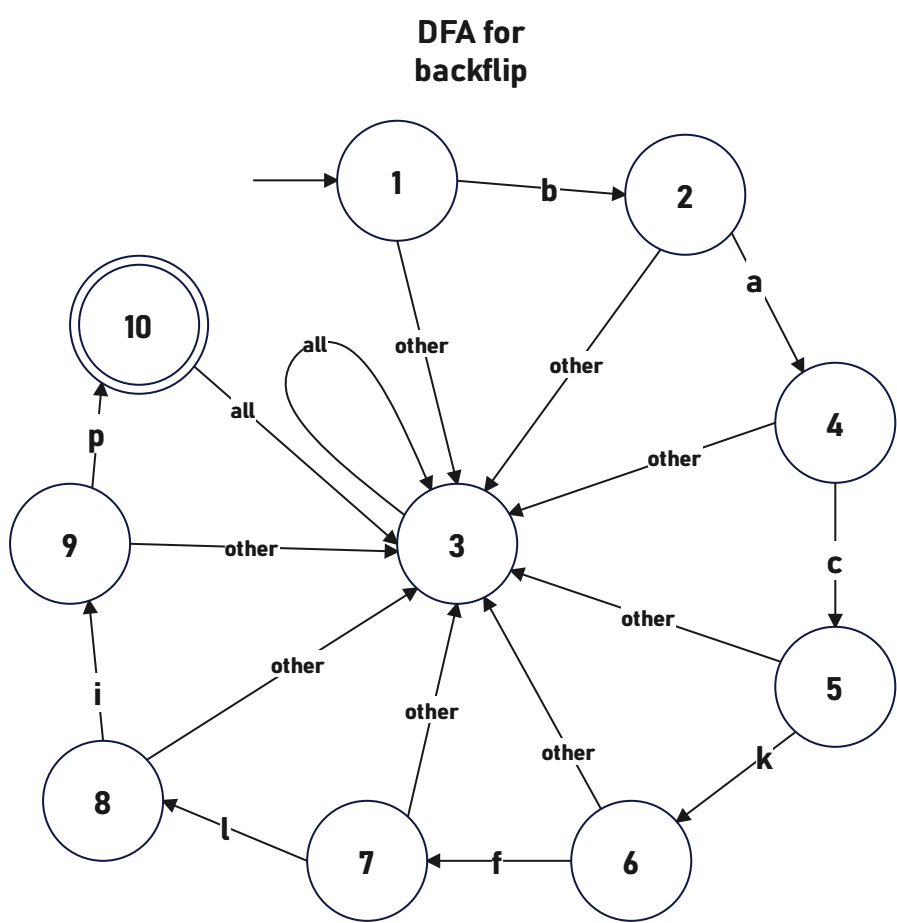 DFA for
backflip
1
b
2
a
10
other
all
other
all
4
p
other
9
other
3
c
other
i
other
5
other
other
k
8
l
7
f
6